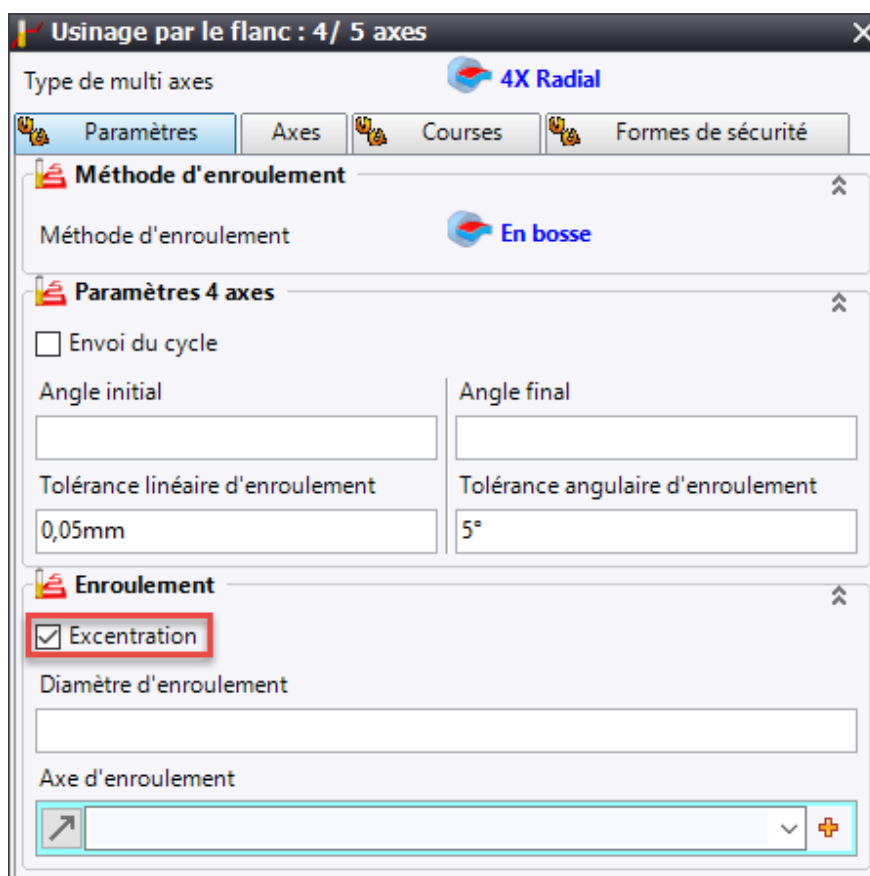 Usinage par le flanc : 4/ 5 axes
Type de multi axes 4X Radial
Paramètres Axes Courses Formes de sécurité
Méthode d'enroulement
Méthode d'enroulement En bosse
Paramètres 4 axes
Envoi du cycle
Angle initial Angle final
Tolérance linéaire d'enroulement Tolérance angulaire d'enroulement
0,05mm 5°
Enroulement
Excentration
Diamètre d'enroulement
Axe d'enroulement